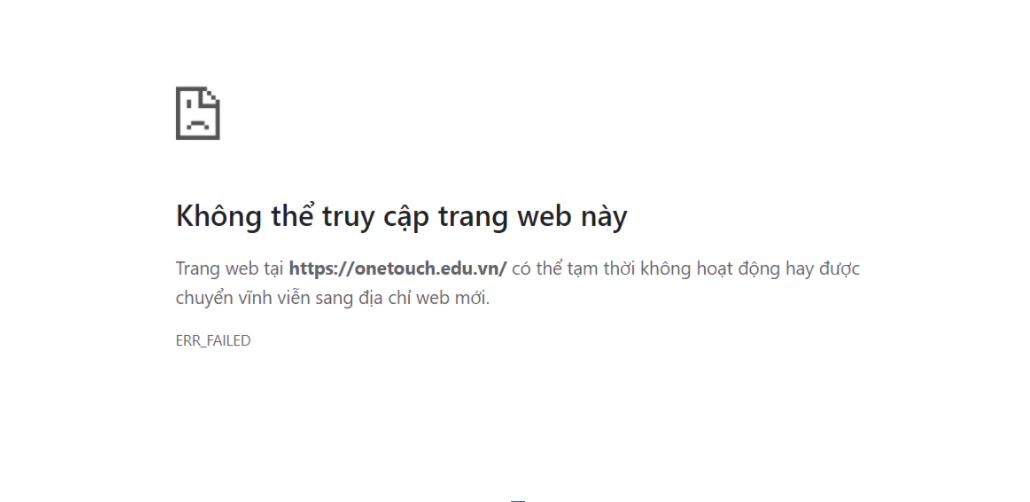 Không thể truy cập trang web này
Trang web tại https://onetouch.edu.vn/ có thể tạm thời không hoạt động hay được
chuyển vĩnh viễn sang địa chỉ web mới.
ERR_FAILED